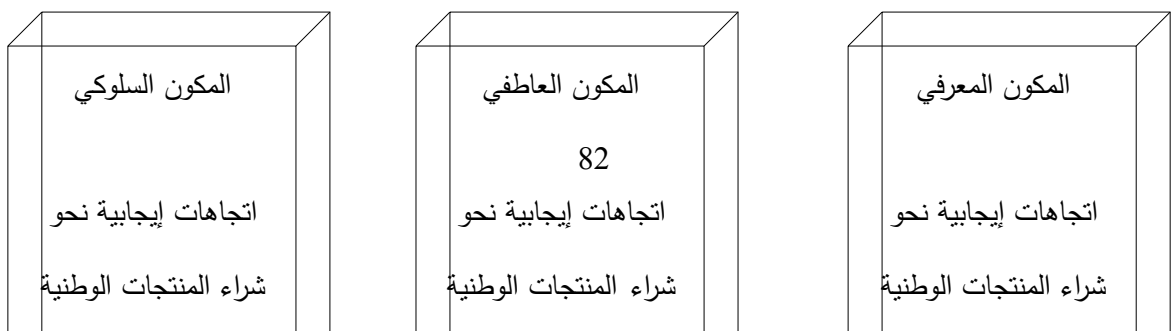 المكون المعرفي
اتجاهات إيجابية نحو
شراء المنتجات الوطنية
المكون العاطفي
82
اتجاهات إيجابية نحو
شراء المنتجات الوطنية
المكون السلوكي
اتجاهات إيجابية نحو
شراء المنتجات الوطنية